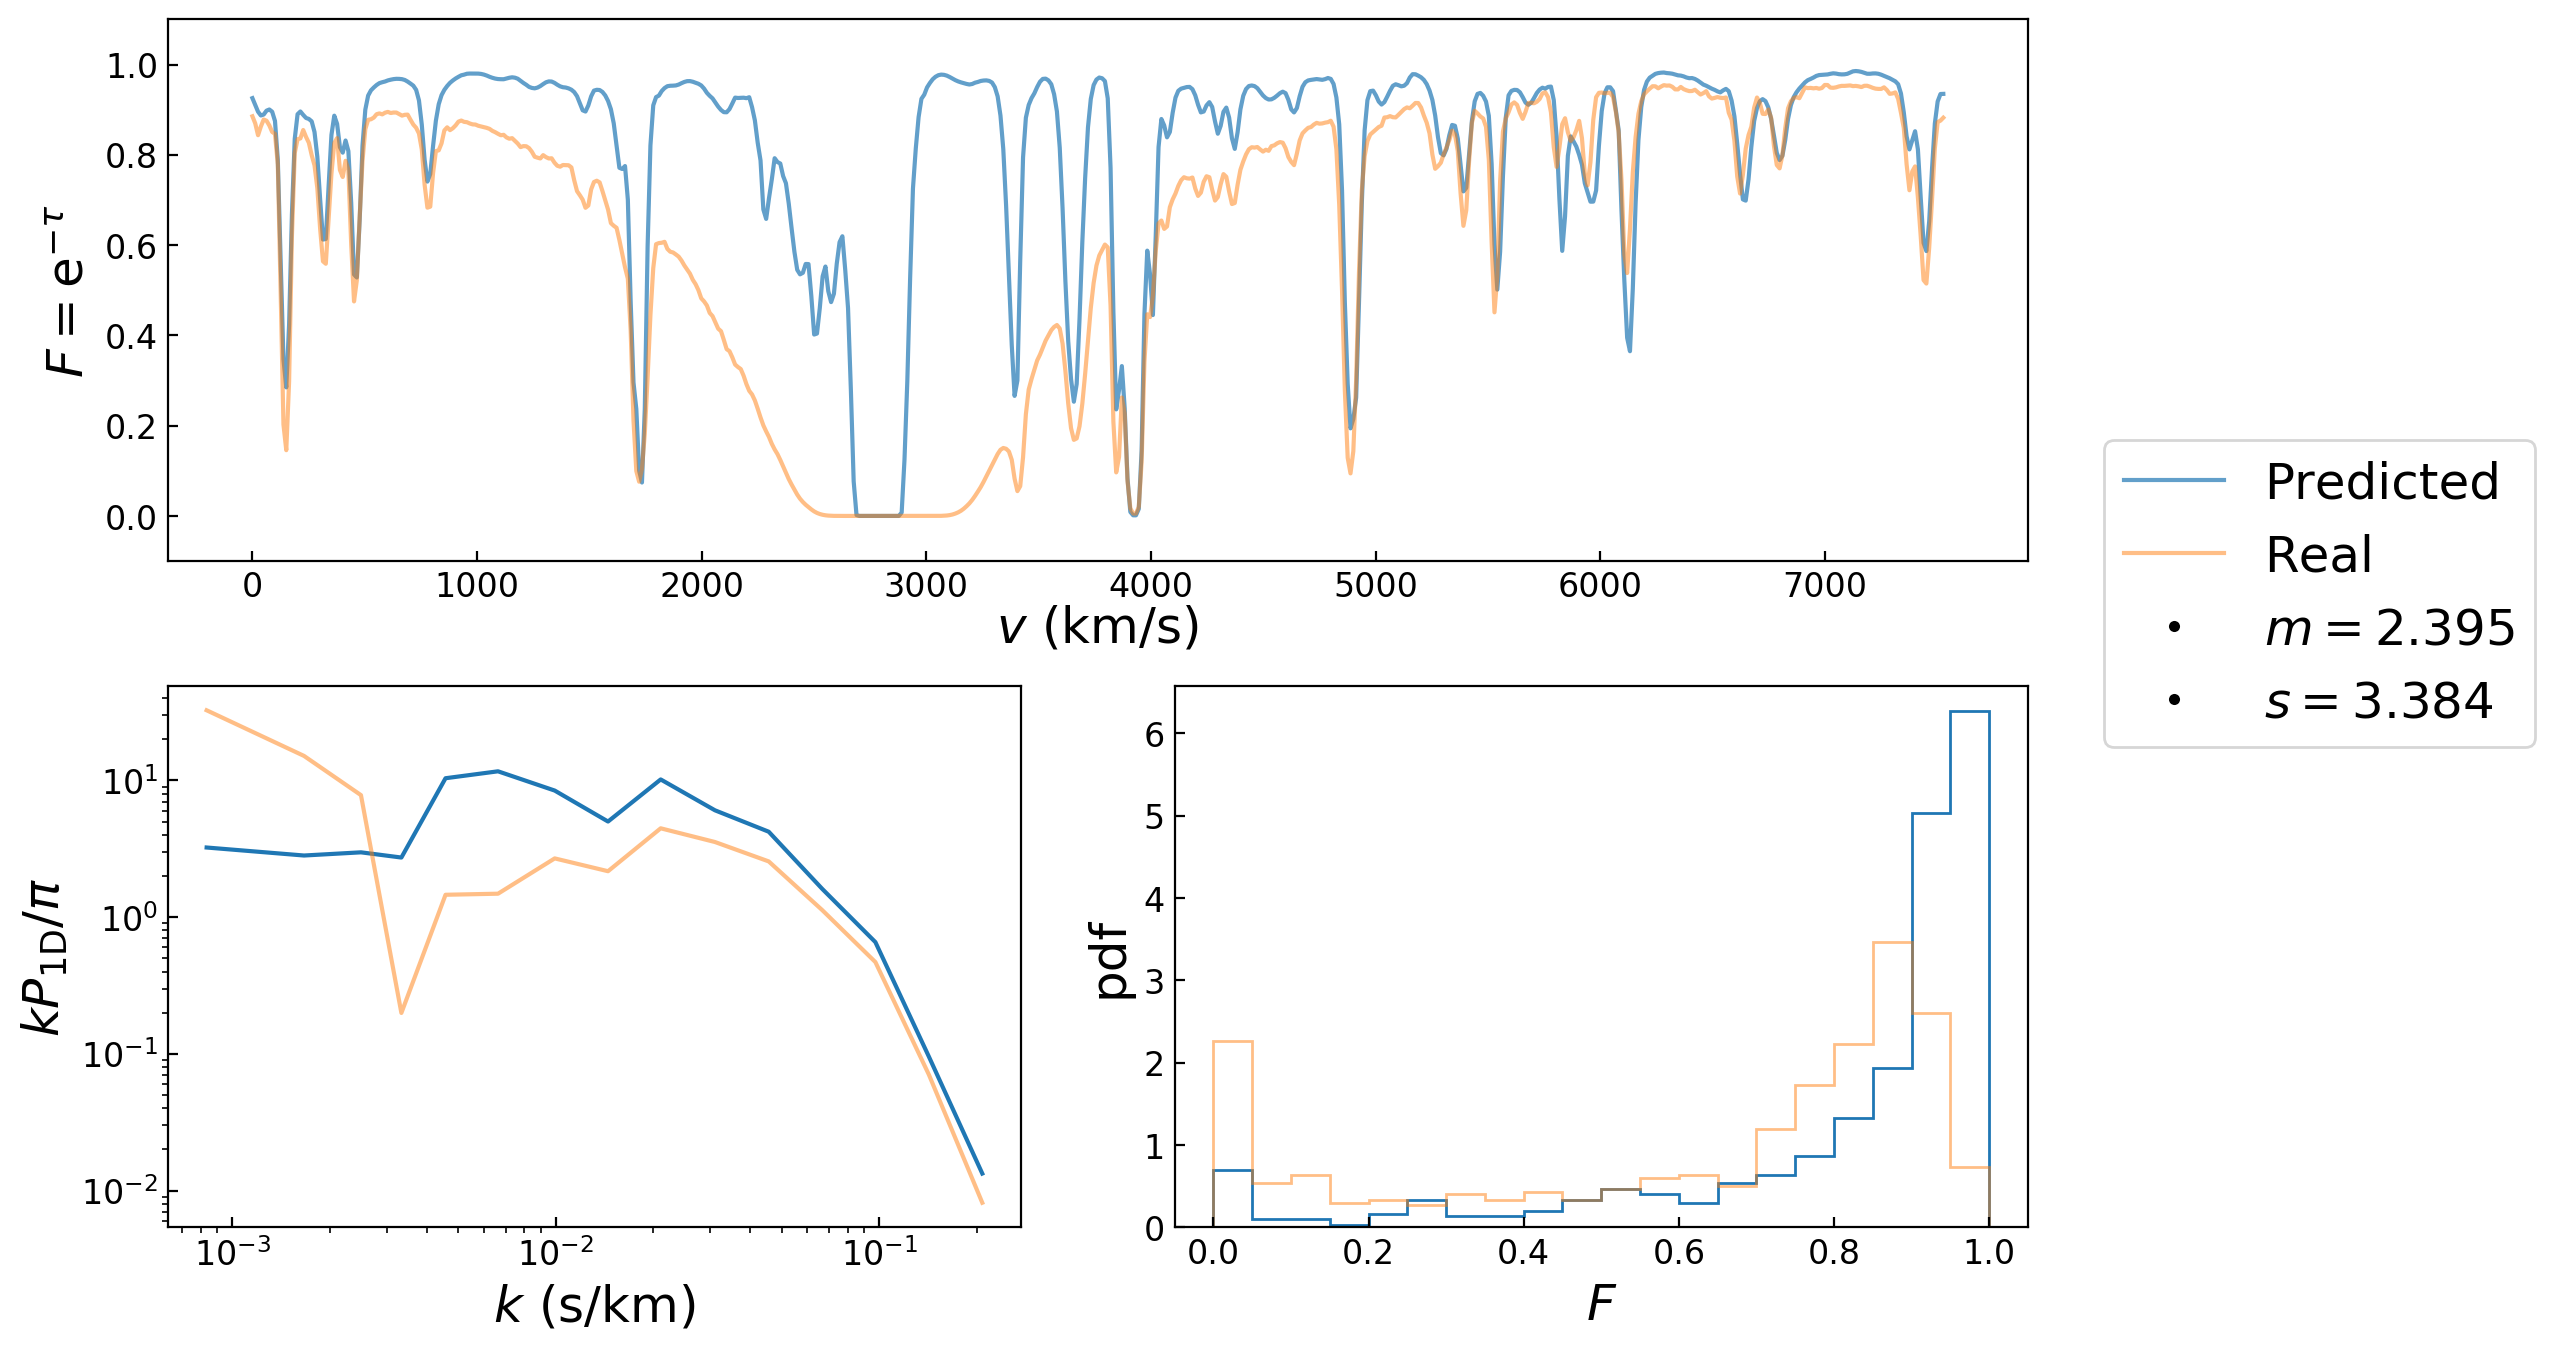 1.0
0.8
0.6
0.4
0.2
0.0
F = e^{−τ}
0 1000 2000 3000 4000 5000 6000 7000
v (km/s)
Predicted
Real
m = 2.395
s = 3.384
10^1
10^0
10^{−1}
10^{−2}
kP_{1D}/π
10^{−3} 10^{−2} 10^{−1}
k (s/km)
6
5
4
3
2
1
0
pdf
0.0 0.2 0.4 0.6 0.8 1.0
F